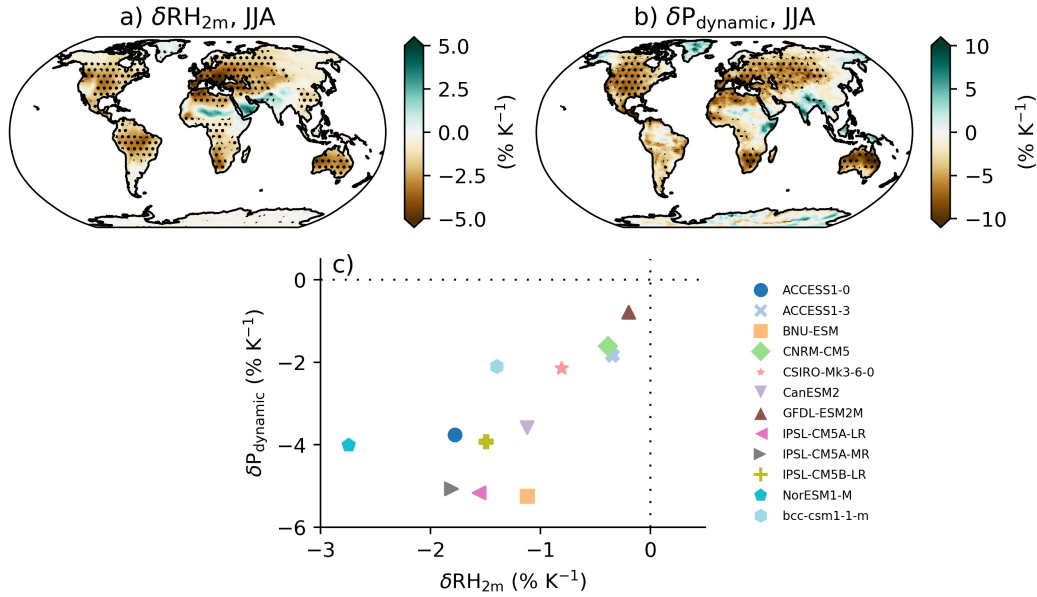 a) δRH2m, JJA
5.0
2.5
0.0
−2.5
−5.0
(% K−1)
b) δPdynamic, JJA
10
5
0
−5
−10
(% K−1)
c)
0
−2
−4
−6
δPdynamic (% K−1)
−3
−2
−1
0
δRH2m (% K−1)
ACCESS1-0
ACCESS1-3
BNU-ESM
CNRM-CM5
CSIRO-Mk3-6-0
CanESM2
GFDL-ESM2M
IPSL-CM5A-LR
IPSL-CM5A-MR
IPSL-CM5B-LR
NorESM1-M
bcc-csm1-1-m